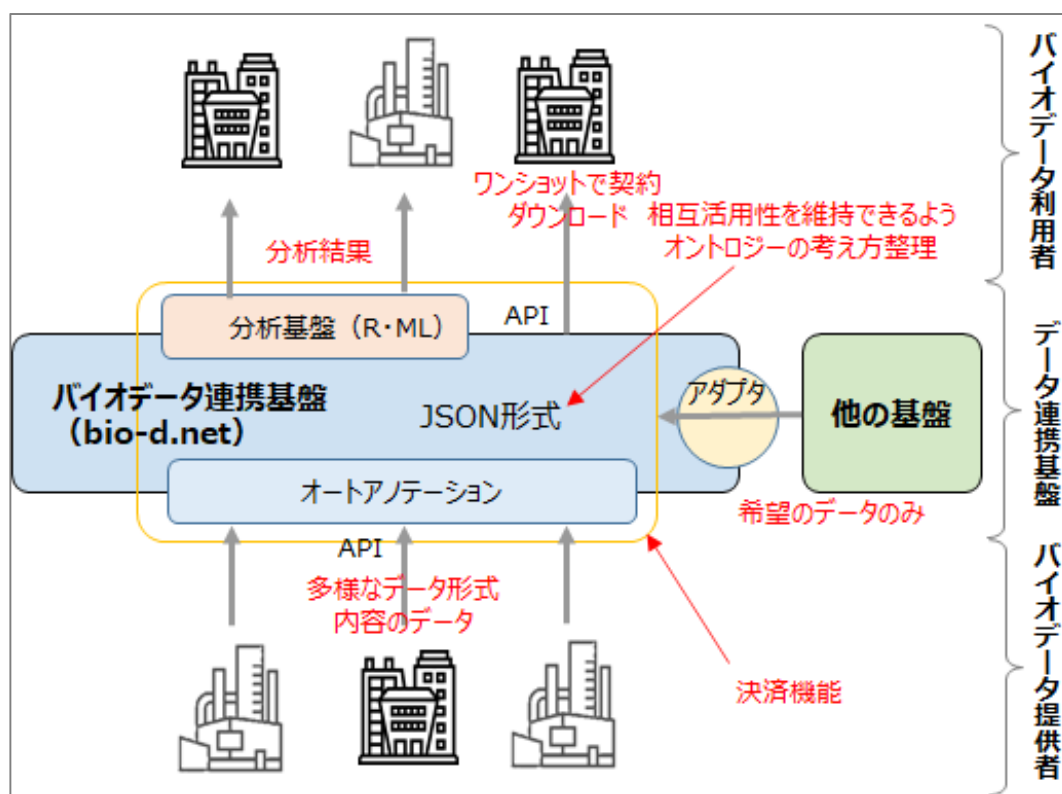 バイオデータ利用者
ワンショットで契約
ダウンロード
相互活用性を維持できるよう
オントロジーの考え方整理
分析結果
API
分析基盤（R・ML）
データ連携基盤
バイオデータ連携基盤
（bio-d.net）
JSON形式
アダプタ
他の基盤
オートアノテーション
希望のデータのみ
API
多様なデータ形式
内容のデータ
決済機能
バイオデータ提供者